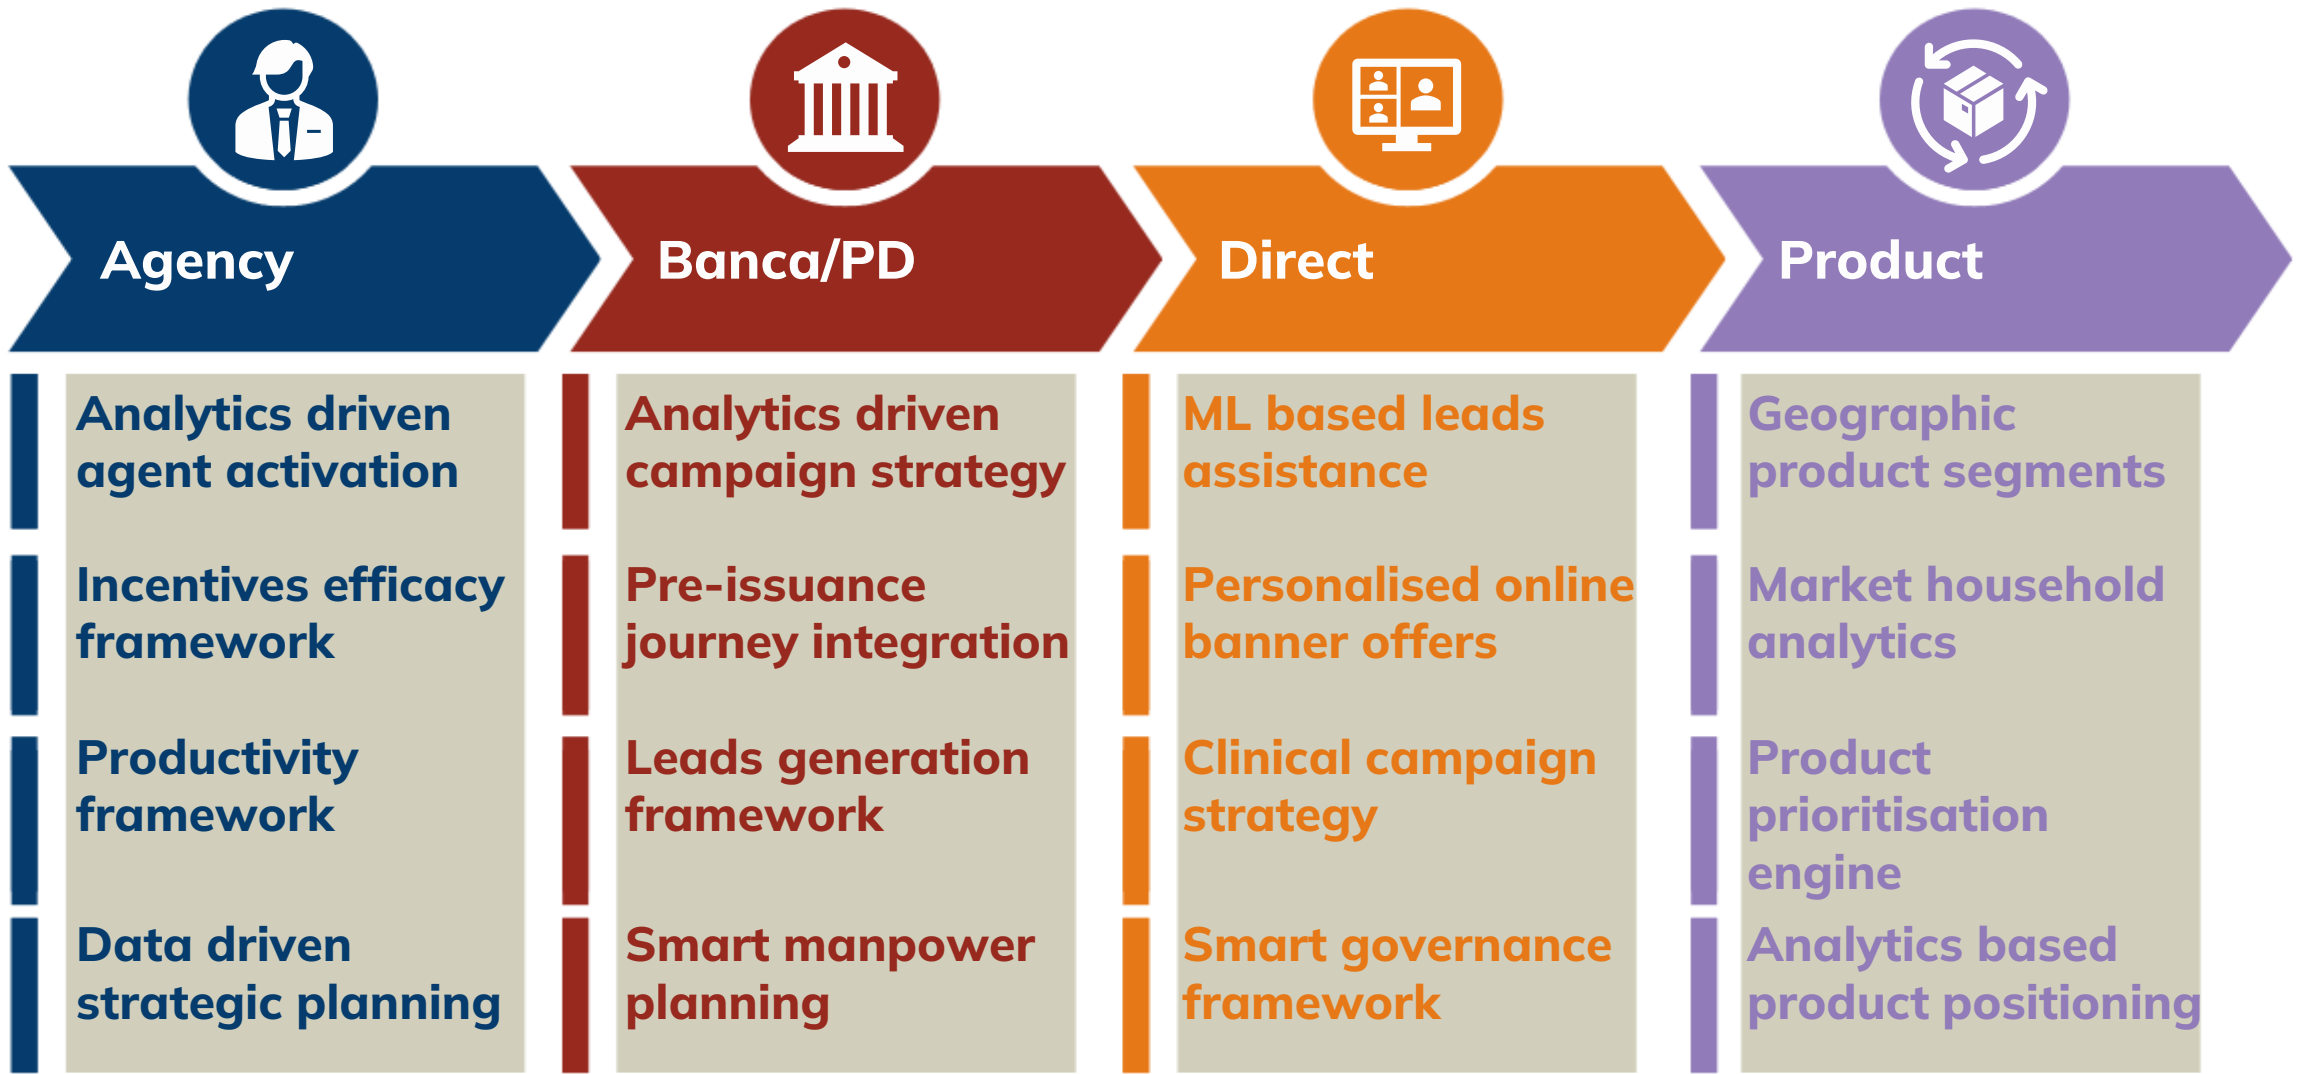 Agency
Banca/PD
Direct
Product
Analytics driven
agent activation
Incentives efficacy
framework
Productivity
framework
Data driven
strategic planning
Analytics driven
campaign strategy
Pre-issuance
journey integration
Leads generation
framework
Smart manpower
planning
ML based leads
assistance
Personalised online
banner offers
Clinical campaign
strategy
Smart governance
framework
Geographic
product segments
Market household
analytics
Product
prioritisation
engine
Analytics based
product positioning